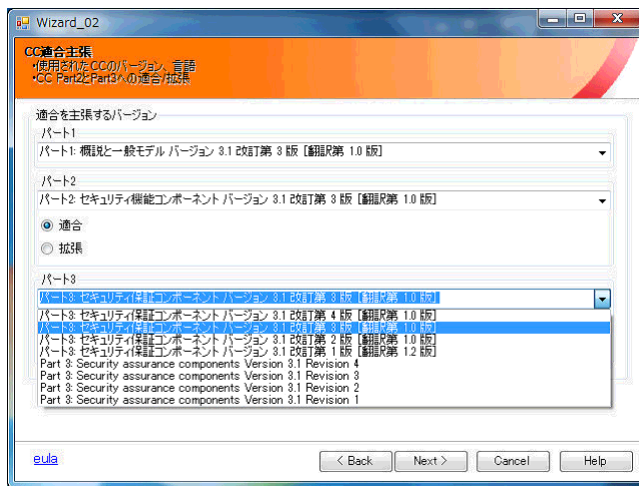 Wizard_02
CC適合主張
・使用されたCCのバージョン、言語
・CC Part2とPart3への適合/拡張
適合を主張するバージョン
パート1
パート1: 概説と一般モデル バージョン 3.1 改訂第 3 版 [翻訳第 1.0 版]
パート2
パート2: セキュリティ機能コンポーネント バージョン 3.1 改訂第 3 版 [翻訳第 1.0 版]
適合
拡張
パート3
パート3: セキュリティ保証コンポーネント バージョン 3.1 改訂第 3 版 [翻訳第 1.0 版]
パート3: セキュリティ保証コンポーネント バージョン 3.1 改訂第 4 版 [翻訳第 1.0 版]
パート3: セキュリティ保証コンポーネント バージョン 3.1 改訂第 3 版 [翻訳第 1.0 版]
パート3: セキュリティ保証コンポーネント バージョン 3.1 改訂第 2 版 [翻訳第 1.0 版]
パート3: セキュリティ保証コンポーネント バージョン 3.1 改訂第 1 版 [翻訳第 1.2 版]
Part 3: Security assurance components Version 3.1 Revision 4
Part 3: Security assurance components Version 3.1 Revision 3
Part 3: Security assurance components Version 3.1 Revision 2
Part 3: Security assurance components Version 3.1 Revision 1
eula
< Back
Next >
Cancel
Help